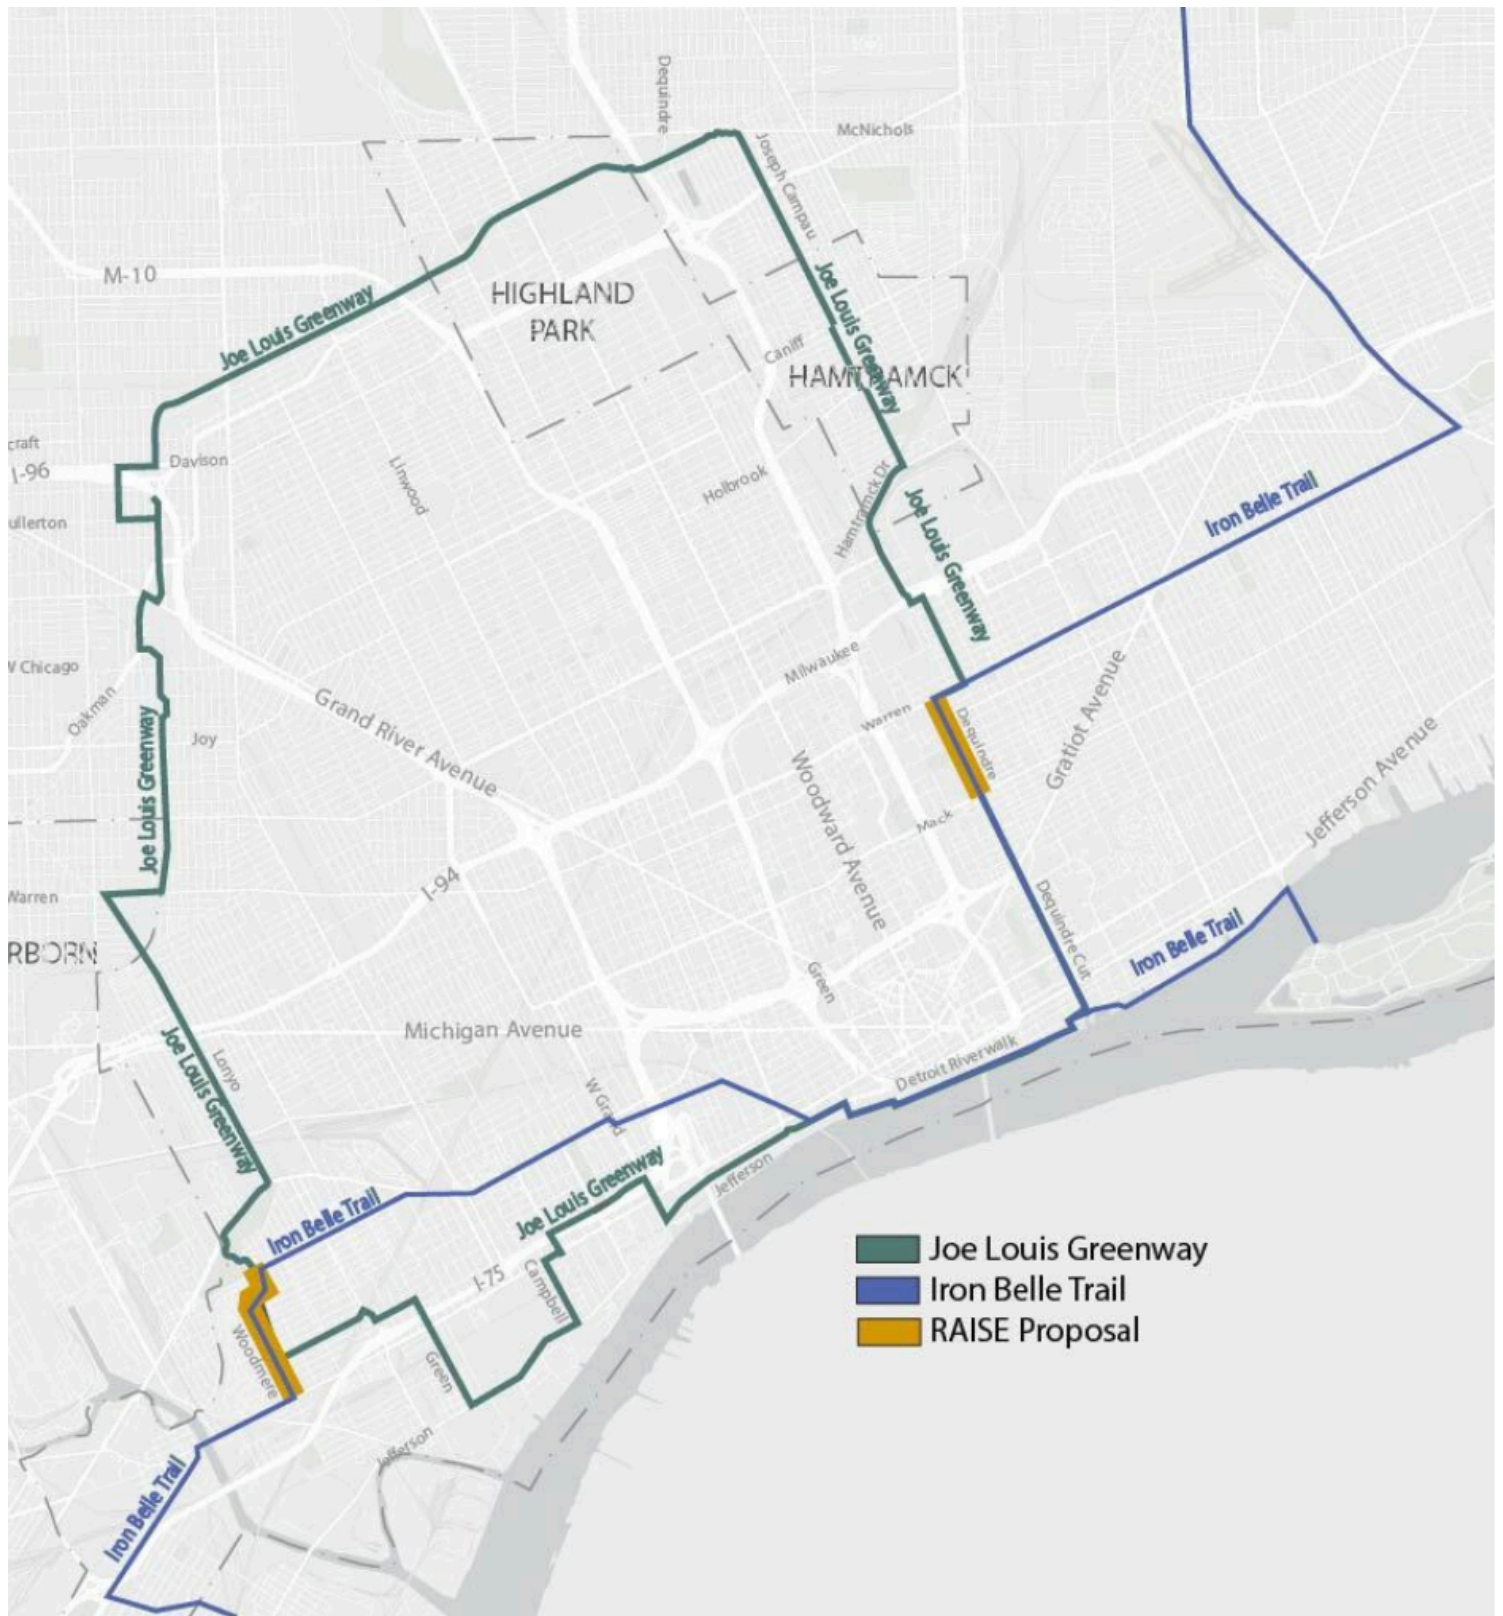 Dequindre
McNichols
Joseph Campau
M-10
Joe Louis Greenway
HIGHLAND
PARK
Joe Louis Greenway
Caniff
HAMTRAMCK
craft
I-96
Davison
Linwood
Holbrook
Hamtramck Dr
Joe Louis Greenway
Iron Belle Trail
ullerton
W Chicago
Oakman
Milwaukee
Grand River Avenue
Warren
Dequindre
Gratiot Avenue
Joe Louis Greenway
Joy
Woodward Avenue
Mack
Jefferson Avenue
Warren
I-94
Dequindre Cut
Iron Belle Trail
RBORN
Green
Michigan Avenue
Joe Louis Greenway
Lonyo
Detroit Riverwalk
W Grand
Jefferson
Joe Louis Greenway
Iron Belle Trail
I-75
Campbell
Joe Louis Greenway
Iron Belle Trail
RAISE Proposal
Woodmere
Green
Jefferson
Iron Belle Trail